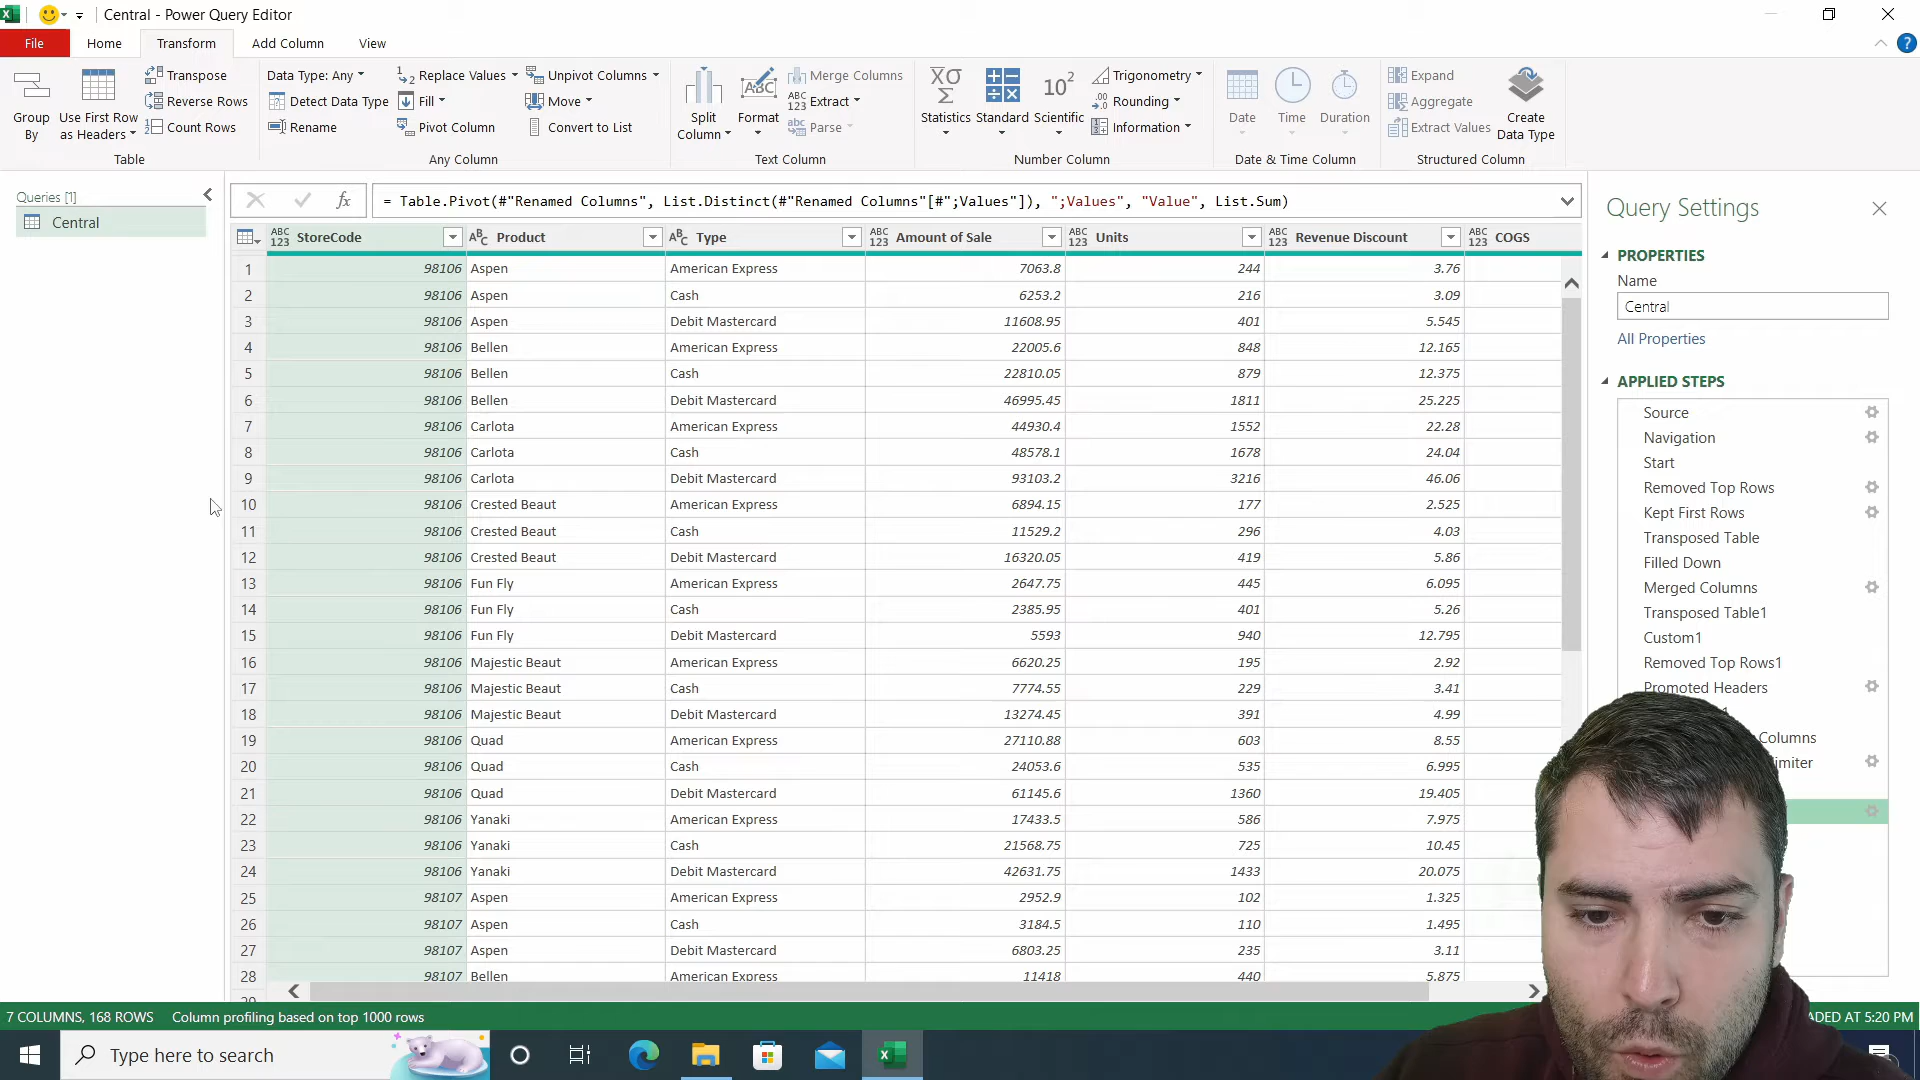 Central - Power Query Editor
File Home Transform Add Column View
Group By
Use First Row as Headers
Transpose
Reverse Rows
Count Rows
Table
Data Type: Any
Detect Data Type
Rename
Replace Values
Fill
Pivot Column
Unpivot Columns
Move
Convert to List
Any Column
Split Column
Format
Merge Columns
Extract
Parse
Text Column
Statistics
Standard
Scientific
Trigonometry
Rounding
Information
Number Column
Date
Time
Duration
Date & Time Column
Expand
Aggregate
Extract Values
Create Data Type
Structured Column
Queries [1]
Central
= Table.Pivot(#"Renamed Columns", List.Distinct(#"Renamed Columns"[#";Values"]), ";Values", "Value", List.Sum)
StoreCode Product Type Amount of Sale Units Revenue Discount COGS
1 98106 Aspen American Express 7063.8 244 3.76
2 98106 Aspen Cash 6253.2 216 3.09
3 98106 Aspen Debit Mastercard 11608.95 401 5.545
4 98106 Bellen American Express 22005.6 848 12.165
5 98106 Bellen Cash 22810.05 879 12.375
6 98106 Bellen Debit Mastercard 46995.45 1811 25.225
7 98106 Carlota American Express 44930.4 1552 22.28
8 98106 Carlota Cash 48578.1 1678 24.04
9 98106 Carlota Debit Mastercard 93103.2 3216 46.06
10 98106 Crested Beaut American Express 6894.15 177 2.525
11 98106 Crested Beaut Cash 11529.2 296 4.03
12 98106 Crested Beaut Debit Mastercard 16320.05 419 5.86
13 98106 Fun Fly American Express 2647.75 445 6.095
14 98106 Fun Fly Cash 2385.95 401 5.26
15 98106 Fun Fly Debit Mastercard 5593 940 12.795
16 98106 Majestic Beaut American Express 6620.25 195 2.92
17 98106 Majestic Beaut Cash 7774.55 229 3.41
18 98106 Majestic Beaut Debit Mastercard 13274.45 391 4.99
19 98106 Quad American Express 27110.88 603 8.55
20 98106 Quad Cash 24053.6 535 6.995
21 98106 Quad Debit Mastercard 61145.6 1360 19.405
22 98106 Yanaki American Express 17433.5 586 7.975
23 98106 Yanaki Cash 21568.75 725 10.45
24 98106 Yanaki Debit Mastercard 42631.75 1433 20.075
25 98107 Aspen American Express 2952.9 102 1.325
26 98107 Aspen Cash 3184.5 110 1.495
27 98107 Aspen Debit Mastercard 6803.25 235 3.11
28 98107 Bellen American Express 11418 440 5.875
Query Settings
PROPERTIES
Name
Central
All Properties
APPLIED STEPS
Source
Navigation
Start
Removed Top Rows
Kept First Rows
Transposed Table
Filled Down
Merged Columns
Transposed Table1
Custom1
Removed Top Rows1
Promoted Headers
Columns
7 COLUMNS, 168 ROWS Column profiling based on top 1000 rows
AT 5:20 PM
Type here to search